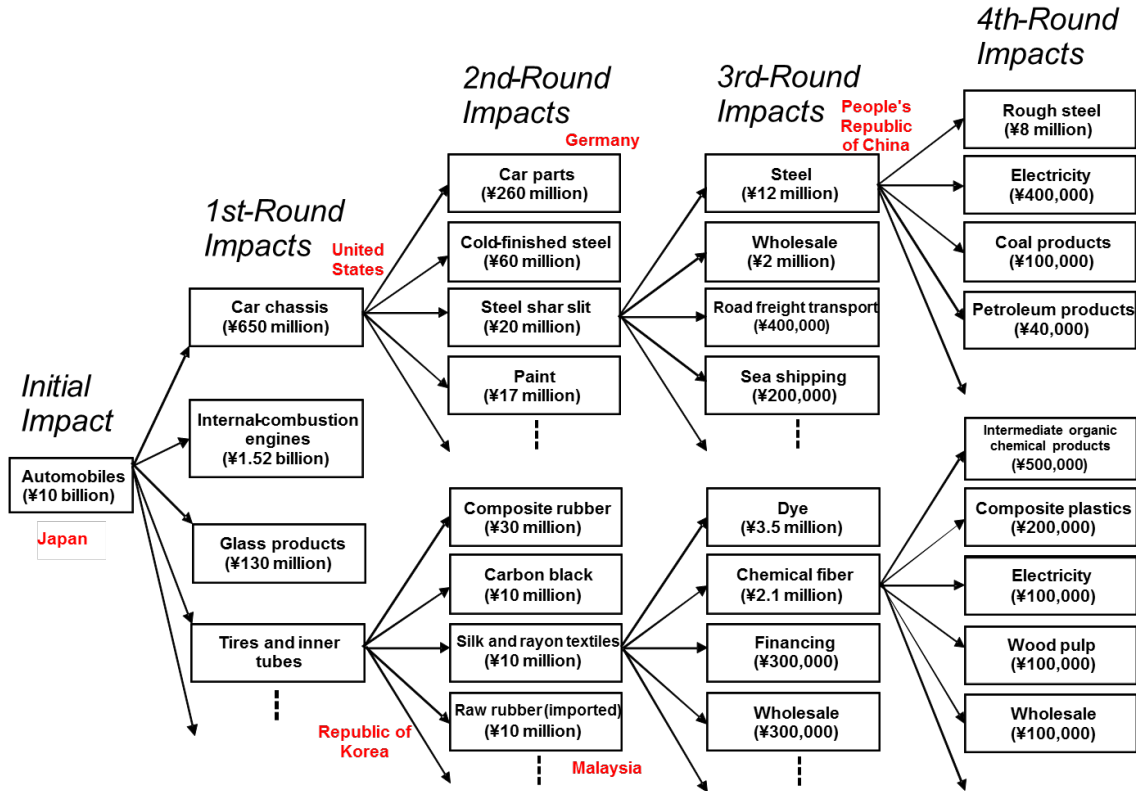 Initial
Impact
Automobiles
(¥10 billion)
Japan
1st-Round
Impacts
United
States
Car chassis
(¥650 million)
Internal-combustion
engines
(¥1.52 billion)
Glass products
(¥130 million)
Tires and inner
tubes
Republic of
Korea
2nd-Round
Impacts
Germany
Car parts
(¥260 million)
Cold-finished steel
(¥60 million)
Steel shar slit
(¥20 million)
Paint
(¥17 million)
Composite rubber
(¥30 million)
Carbon black
(¥10 million)
Silk and rayon textiles
(¥10 million)
Raw rubber (imported)
(¥10 million)
Malaysia
3rd-Round
Impacts
People's
Republic
of China
Steel
(¥12 million)
Wholesale
(¥2 million)
Road freight transport
(¥400,000)
Sea shipping
(¥200,000)
Dye
(¥3.5 million)
Chemical fiber
(¥2.1 million)
Financing
(¥300,000)
Wholesale
(¥300,000)
4th-Round
Impacts
Rough steel
(¥8 million)
Electricity
(¥400,000)
Coal products
(¥100,000)
Petroleum products
(¥40,000)
Intermediate organic
chemical products
(¥500,000)
Composite plastics
(¥200,000)
Electricity
(¥100,000)
Wood pulp
(¥100,000)
Wholesale
(¥100,000)